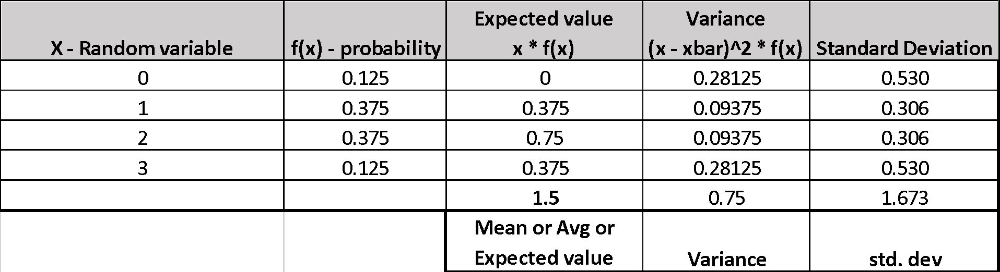 X - Random variable f(x) - probability Expected value x * f(x) Variance (x - xbar)^2 * f(x) Standard Deviation
0 0.125 0 0.28125 0.530
1 0.375 0.375 0.09375 0.306
2 0.375 0.75 0.09375 0.306
3 0.125 0.375 0.28125 0.530
1.5 0.75 1.673
Mean or Avg or Expected value Variance std. dev